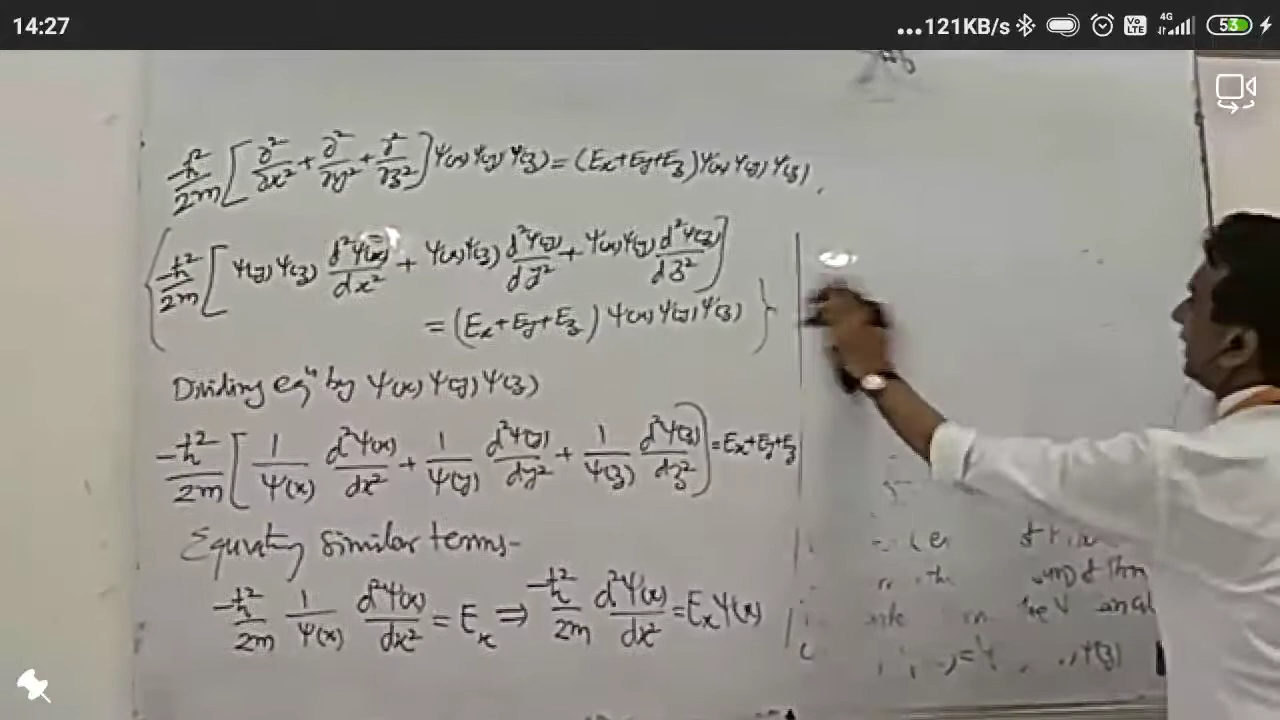 14:27 ...121KB/s Vo LTE 4G 53
-ħ²/2m [∂²/∂x² + ∂²/∂y² + ∂²/∂z²] Ψ(x) Ψ(y) Ψ(z) = (Ex+Ey+Ez) Ψ(x) Ψ(y) Ψ(z)
{ -ħ²/2m [Ψ(y) Ψ(z) d²Ψ(x)/dx² + Ψ(x) Ψ(z) d²Ψ(y)/dy² + Ψ(x) Ψ(y) d²Ψ(z)/dz²]
= (Ex+Ey+Ez) Ψ(x) Ψ(y) Ψ(z) }
Dividing eqⁿ by Ψ(x) Ψ(y) Ψ(z)
-ħ²/2m [1/Ψ(x) d²Ψ(x)/dx² + 1/Ψ(y) d²Ψ(y)/dy² + 1/Ψ(z) d²Ψ(z)/dz²] = Ex+Ey+Ez
Equating similar terms-
-ħ²/2m 1/Ψ(x) d²Ψ(x)/dx² = Ex ⇒ -ħ²/2m d²Ψ(x)/dx² = Ex Ψ(x)